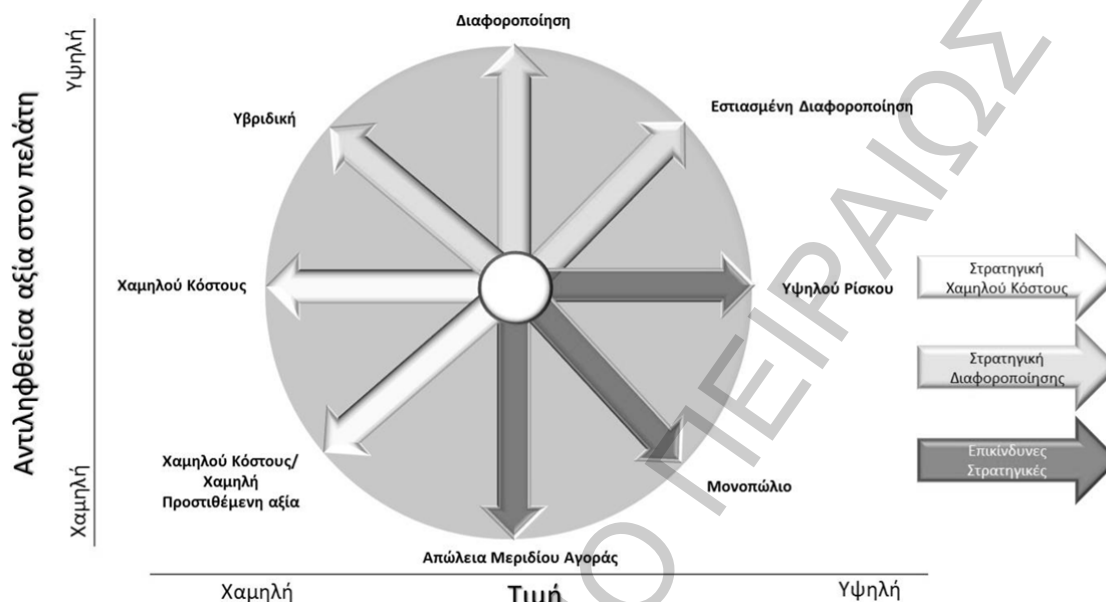 Διαφοροποίηση
Υψηλή
Εστιασμένη Διαφοροποίηση
Υβριδική
Αντιληφθείσα αξία στον πελάτη
Χαμηλού Κόστους
Υψηλού Ρίσκου
Στρατηγική
Χαμηλού Κόστους
Στρατηγική
Διαφοροποίησης
Επικίνδυνες
Στρατηγικές
Χαμηλού Κόστους/
Χαμηλή
Προστιθέμενη αξία
Μονοπώλιο
Χαμηλή
Απώλεια Μεριδίου Αγοράς
Χαμηλή
Τιμή
Υψηλή
Ο ΠΕΙΡΑΙΩΣ